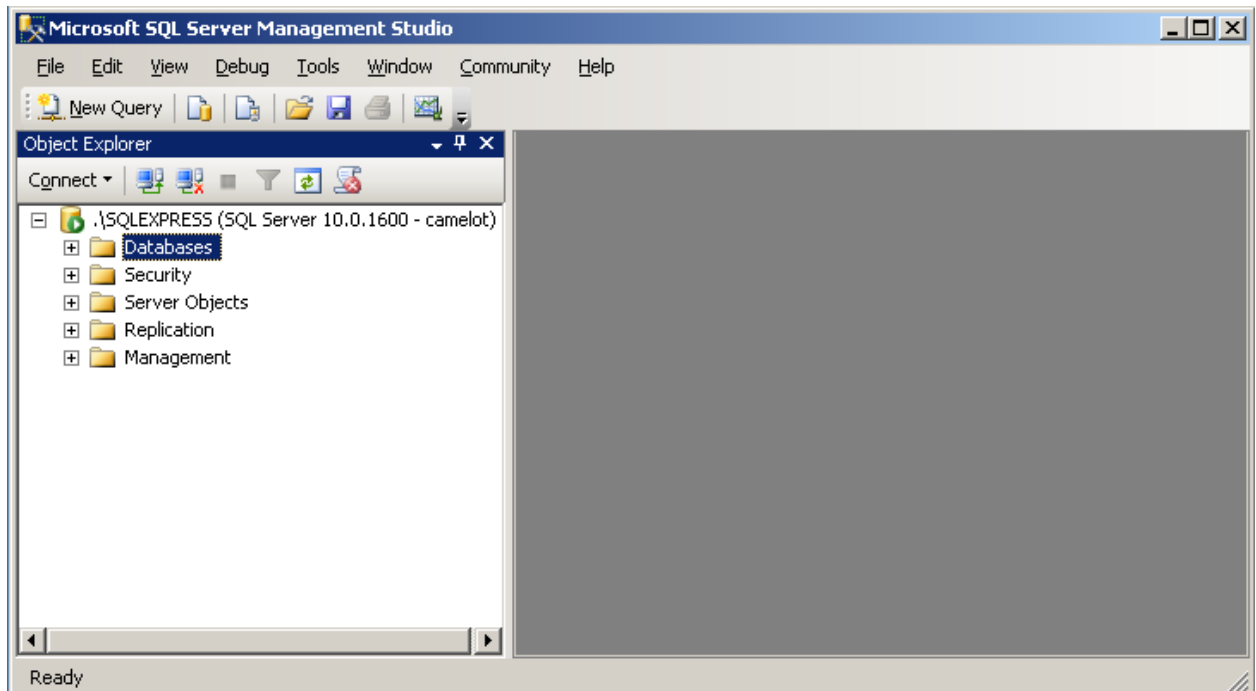 Microsoft SQL Server Management Studio
File Edit View Debug Tools Window Community Help
New Query
Object Explorer
Connect
.\SQLEXPRESS (SQL Server 10.0.1600 - camelot)
Databases
Security
Server Objects
Replication
Management
Ready